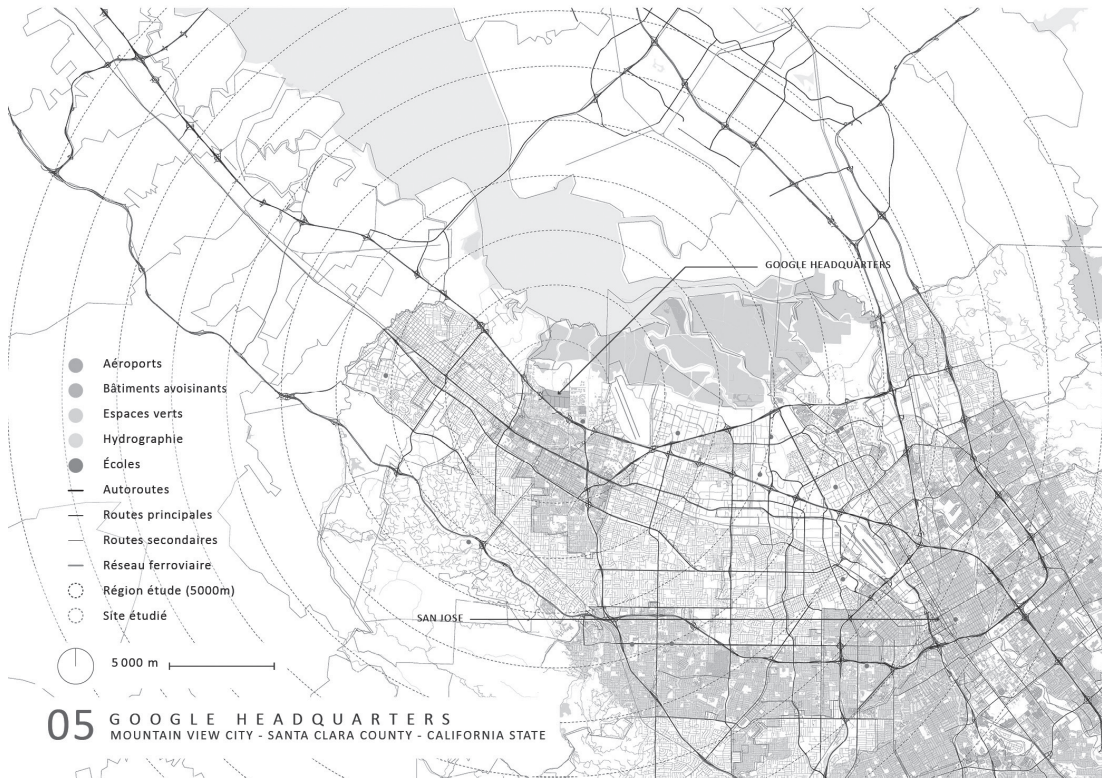 GOOGLE HEADQUARTERS
Aéroports
Bâtiments avoisinants
Espaces verts
Hydrographie
Écoles
Autoroutes
Routes principales
Routes secondaires
Réseau ferroviaire
Région étude (5000m)
Site étudié
SAN JOSE
5 000 m
05 GOOGLE HEADQUARTERS
MOUNTAIN VIEW CITY - SANTA CLARA COUNTY - CALIFORNIA STATE